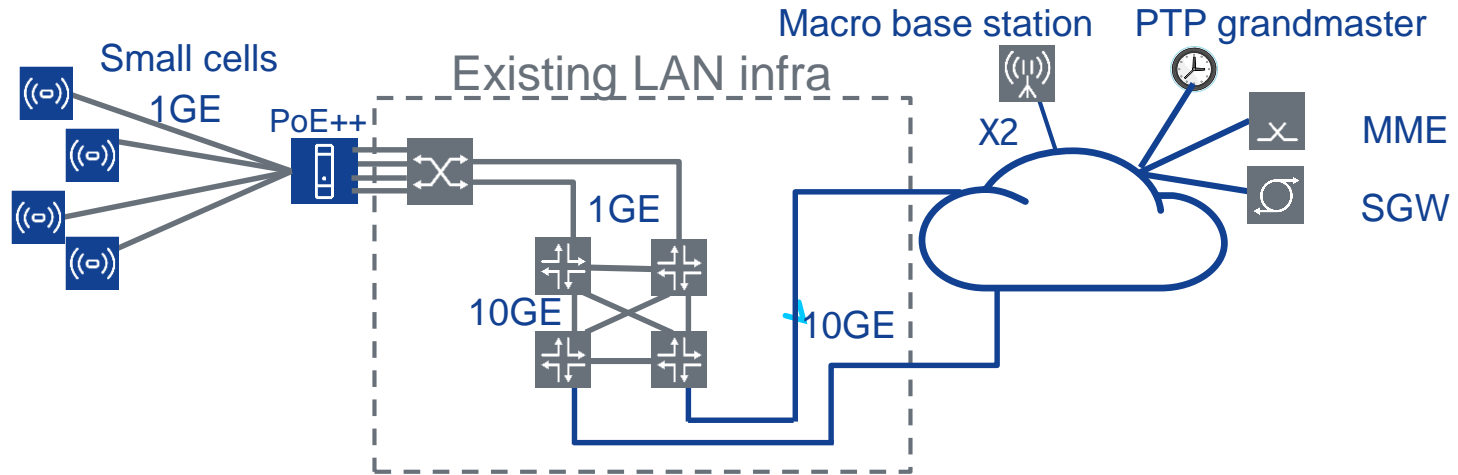 Macro base station
PTP grandmaster
Small cells
Existing LAN infra
1GE
PoE++
X2
MME
1GE
SGW
10GE
10GE